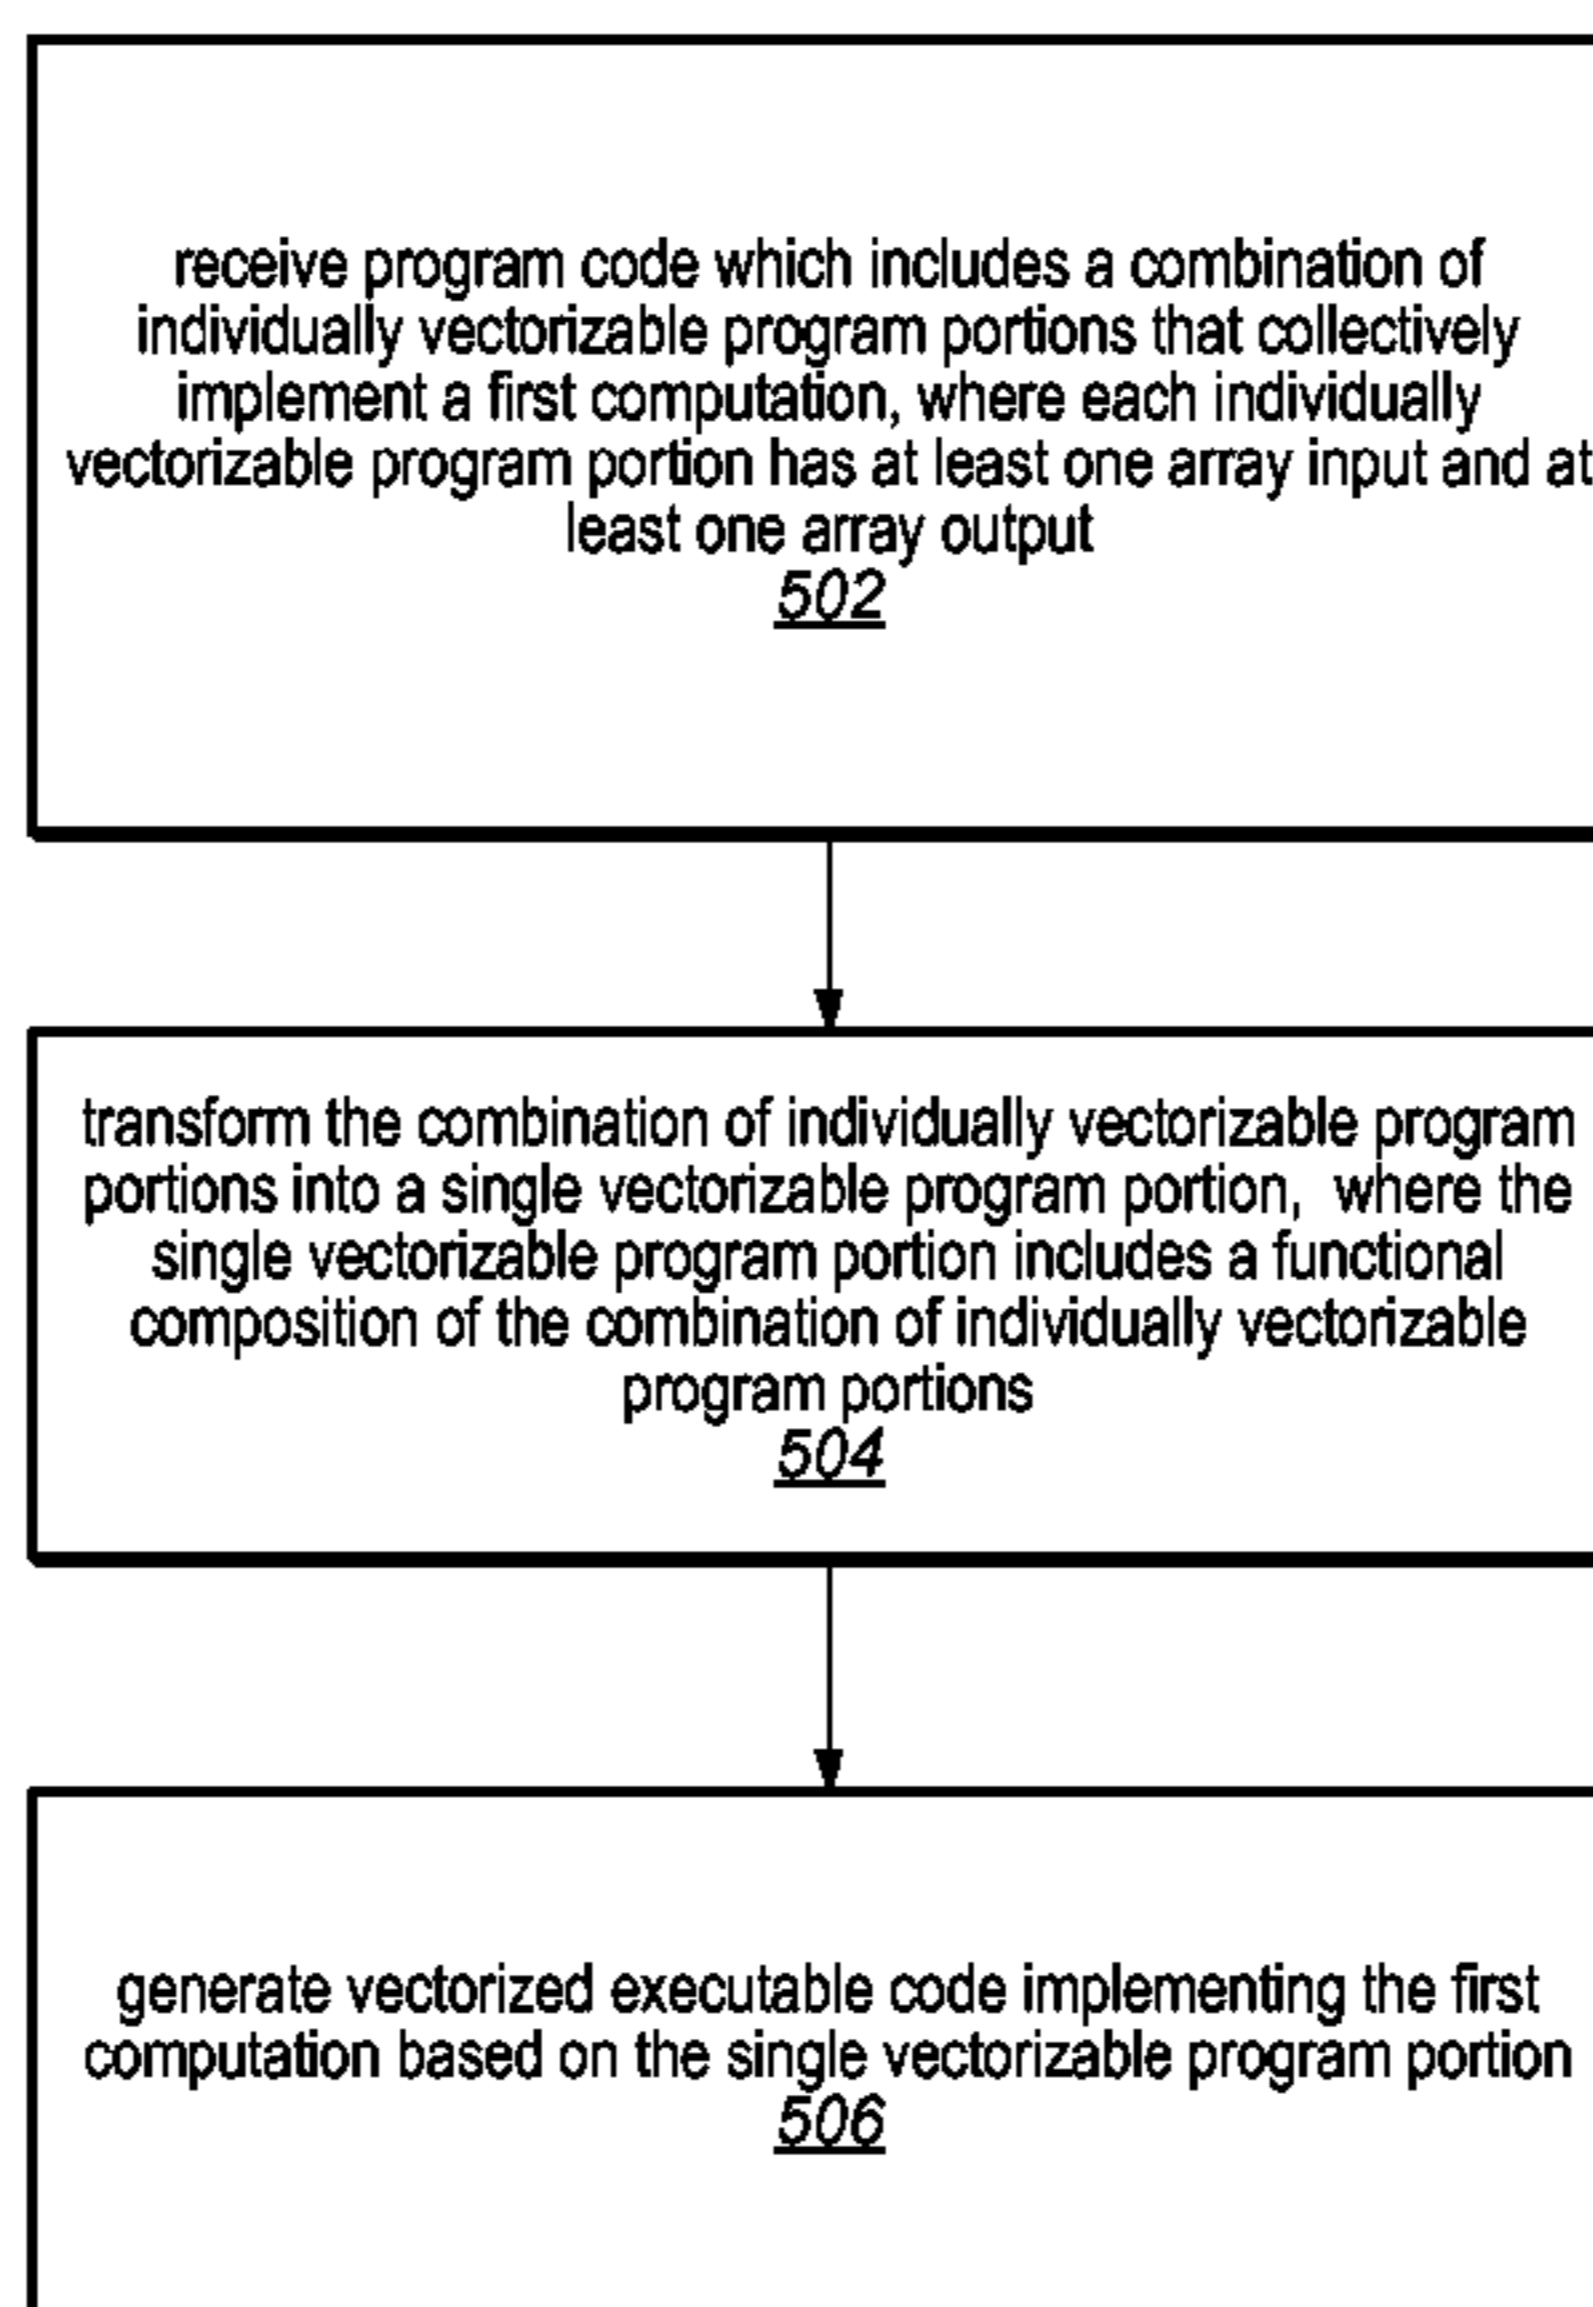 receive program code which includes a combination of
individually vectorizable program portions that collectively
implement a first computation, where each individually
vectorizable program portion has at least one array input and at
least one array output
502
transform the combination of individually vectorizable program
portions into a single vectorizable program portion, where the
single vectorizable program portion includes a functional
composition of the combination of individually vectorizable
program portions
504
generate vectorized executable code implementing the first
computation based on the single vectorizable program portion
506